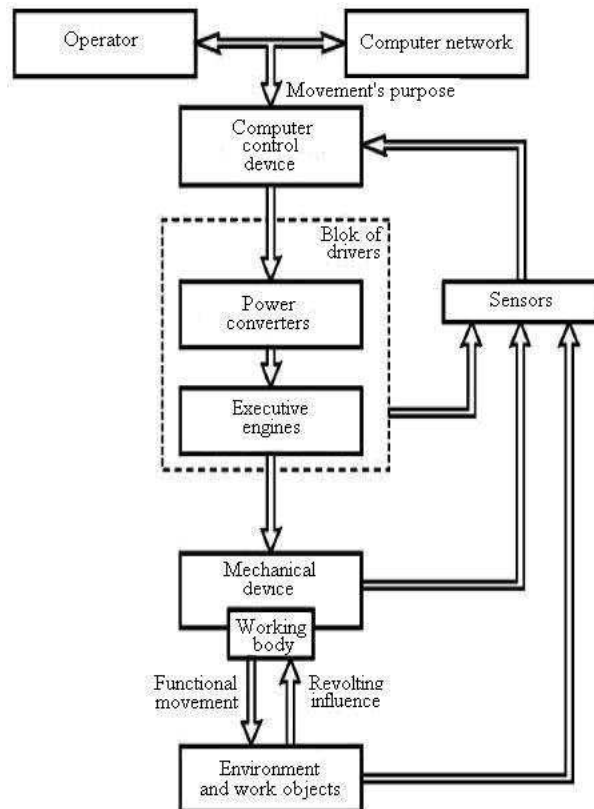 Operator
Computer network
Movement's purpose
Computer
control
device
Blok of
drivers
Power
converters
Sensors
Executive
engines
Mechanical
device
Working
body
Functional
movement
Revolting
influence
Environment
and work objects